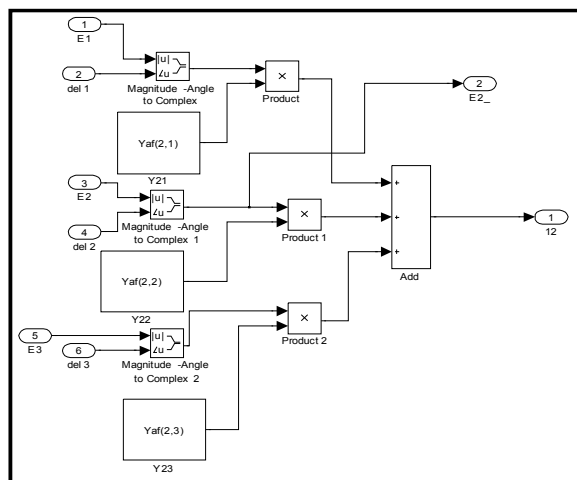 1
E1
2
del 1
|u|
∠u
Magnitude -Angle
to Complex
×
Product
2
E2_
Yaf(2,1)
Y21
3
E2
4
del 2
|u|
∠u
Magnitude -Angle
to Complex 1
×
Product 1
+
+
+
Add
1
12
Yaf(2,2)
Y22
5
E3
6
del 3
|u|
∠u
Magnitude -Angle
to Complex 2
×
Product 2
Yaf(2,3)
Y23